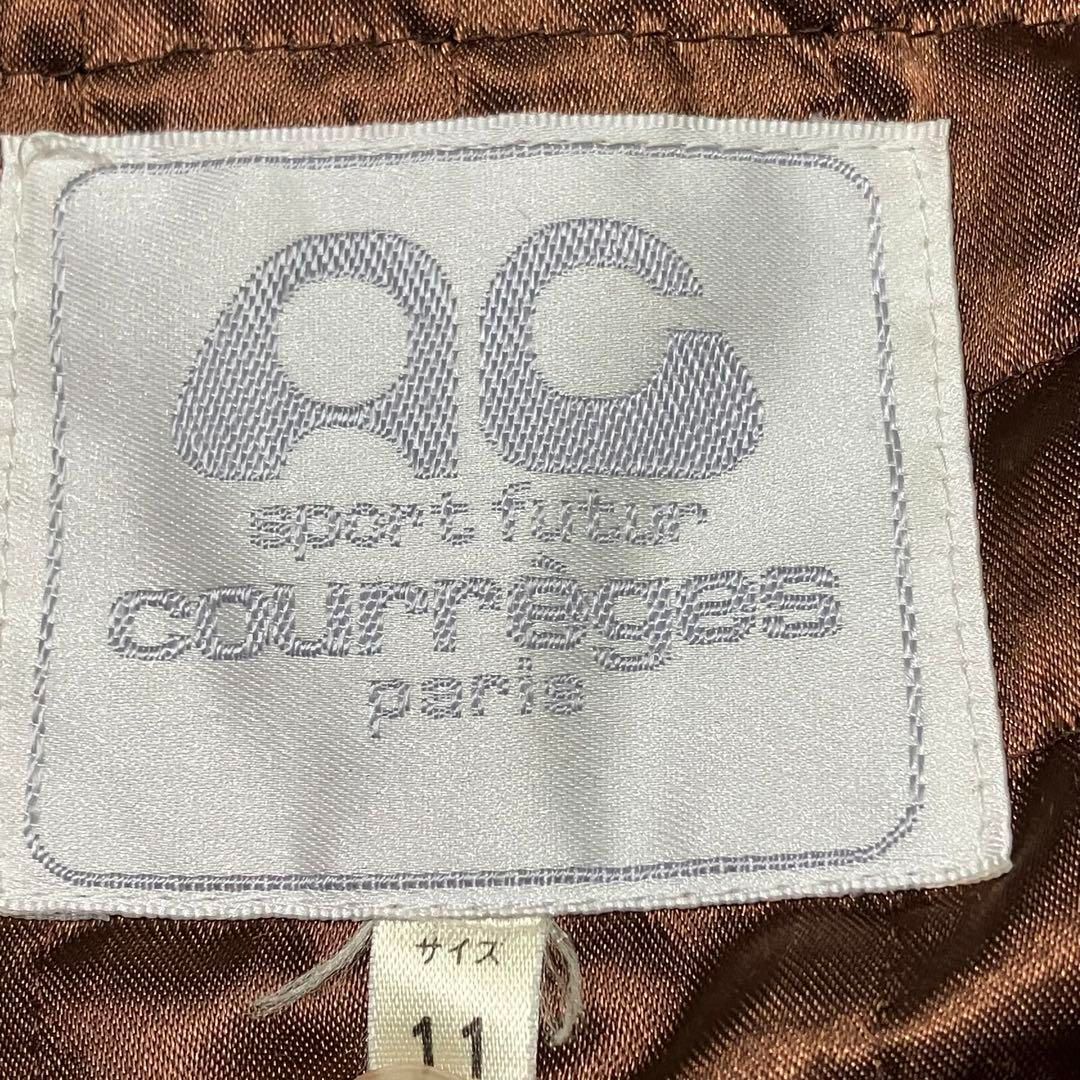 AC
sport futur
courrèges
paris
サイズ
11